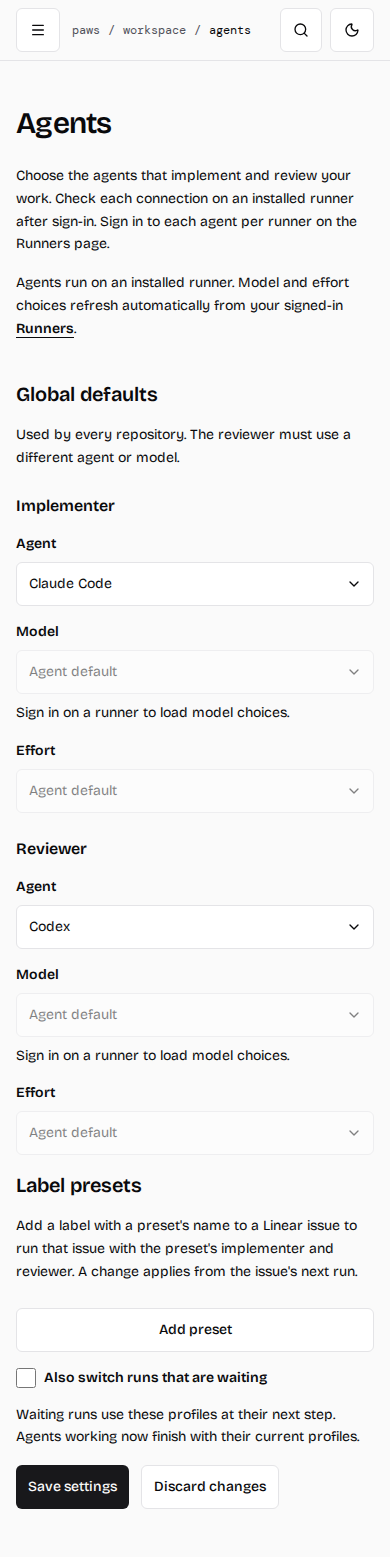 paws / workspace / agents
Agents
Choose the agents that implement and review your
work. Check each connection on an installed runner
after sign-in. Sign in to each agent per runner on the
Runners page.
Agents run on an installed runner. Model and effort
choices refresh automatically from your signed-in
Runners.
Global defaults
Used by every repository. The reviewer must use a
different agent or model.
Implementer
Agent
Claude Code
Model
Agent default
Sign in on a runner to load model choices.
Effort
Agent default
Reviewer
Agent
Codex
Model
Agent default
Sign in on a runner to load model choices.
Effort
Agent default
Label presets
Add a label with a preset's name to a Linear issue to
run that issue with the preset's implementer and
reviewer. A change applies from the issue's next run.
Add preset
Also switch runs that are waiting
Waiting runs use these profiles at their next step.
Agents working now finish with their current profiles.
Save settings
Discard changes